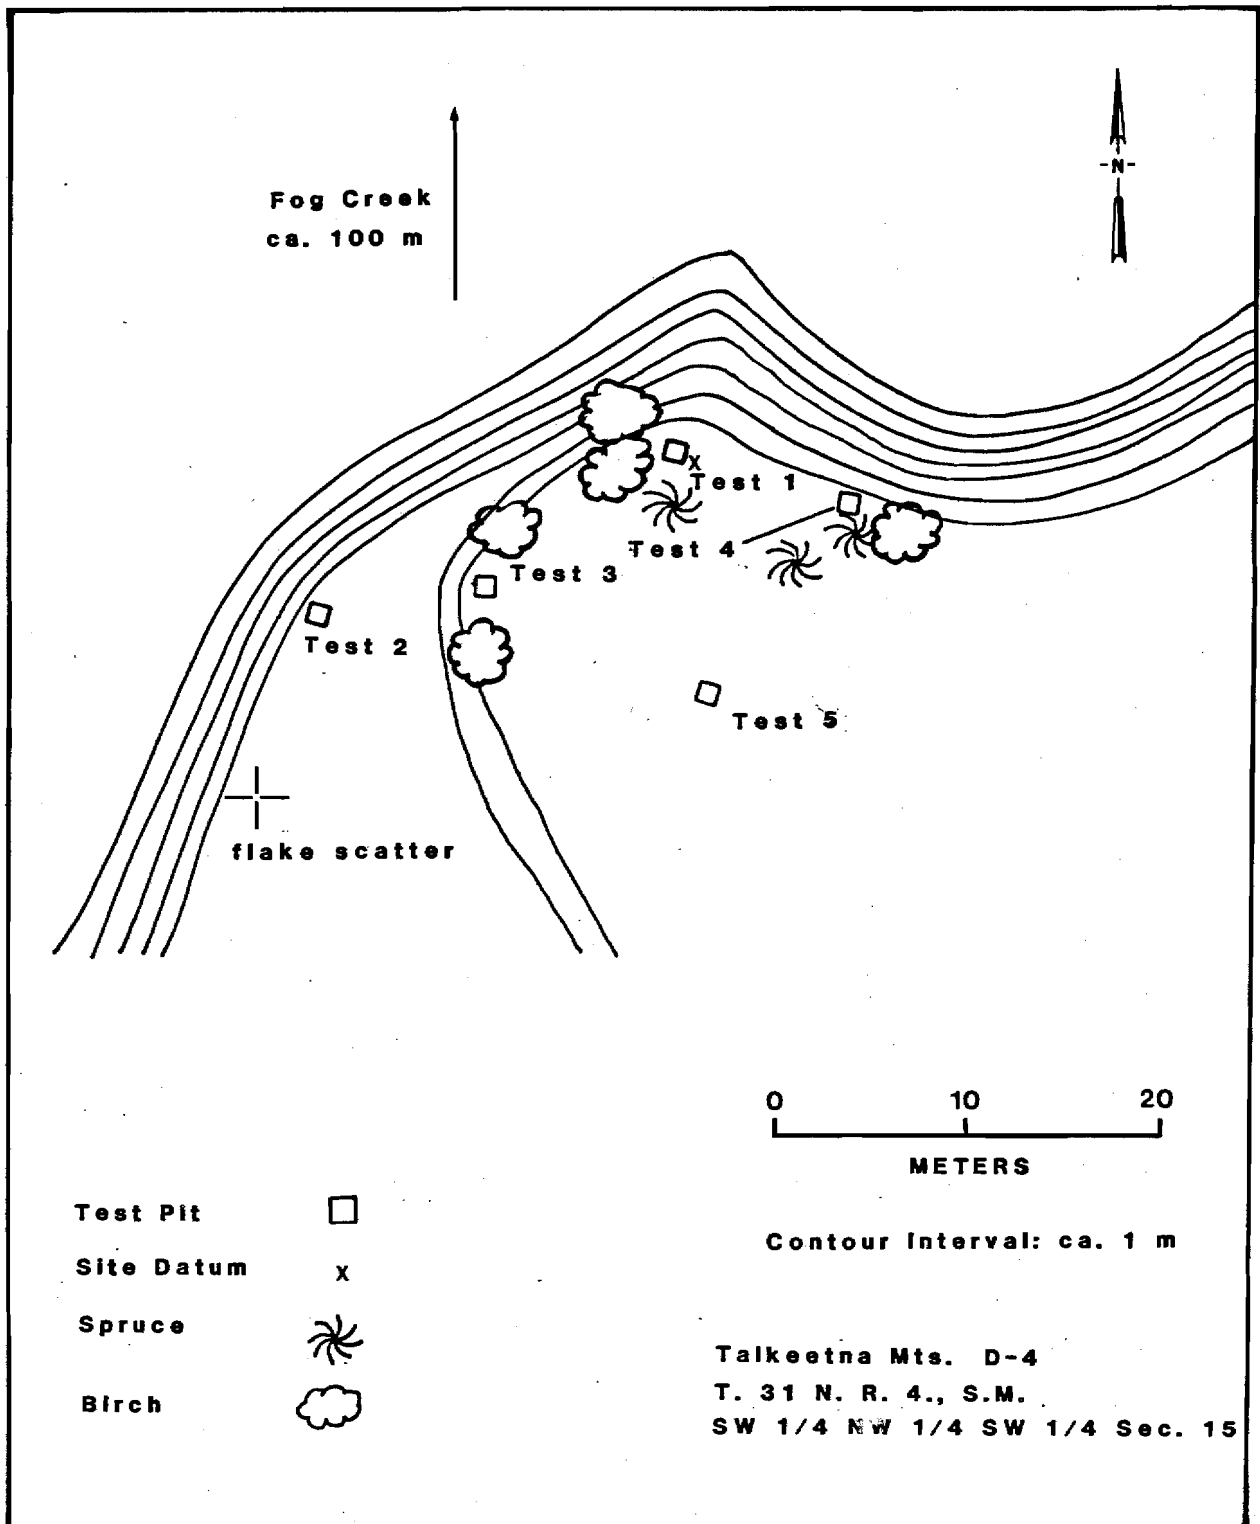 Fog Creek
ca. 100 m
-N-
x
Test 1
Test 4
Test 3
Test 2
Test 5
flake scatter
0 10 20
METERS
Test Pit
Site Datum x
Spruce
Birch
Contour Interval: ca. 1 m
Talkeetna Mts. D-4
T. 31 N. R. 4., S.M.
SW 1/4 NW 1/4 SW 1/4 Sec. 15